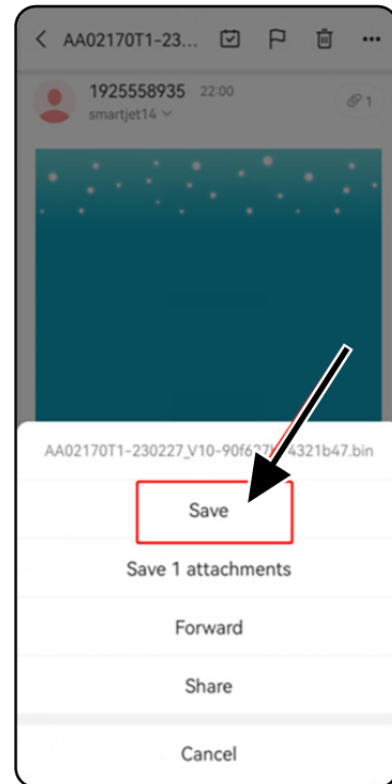 AA02170T1-23...
1925558935 22:00
smartjet14
1
Save
Save 1 attachments
Forward
Share
Cancel